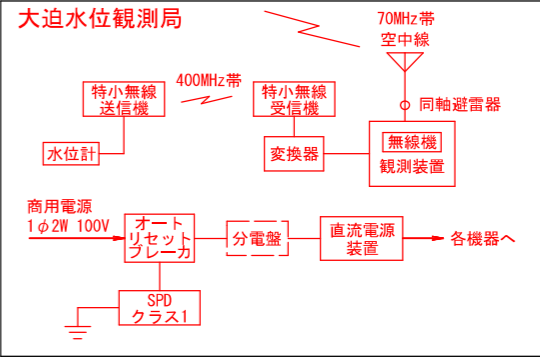 大迫水位観測局
70MHz帯
空中線
400MHz帯
特小無線
送信機
特小無線
受信機
同軸避雷器
水位計
変換器
無線機
観測装置
商用電源
1φ2W 100V
オート
リセット
ブレーカ
分電盤
直流電源
装置
各機器へ
SPD
クラス1